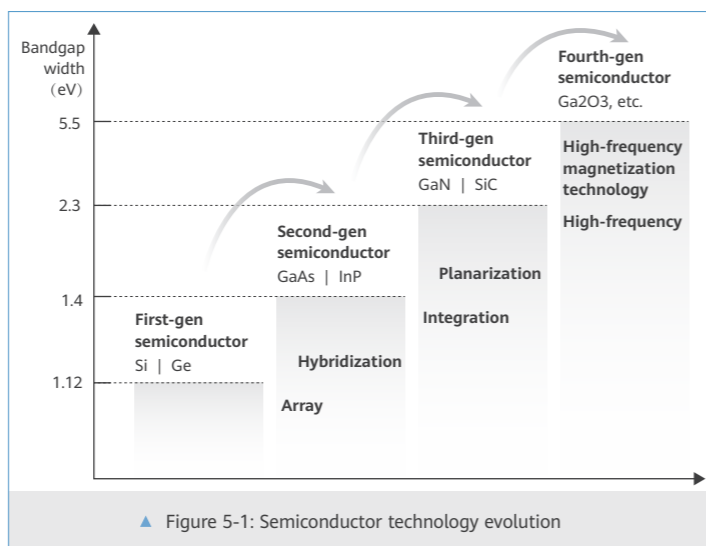 Bandgap
width
(eV)
5.5
2.3
1.4
1.12
First-gen
semiconductor
Si | Ge
Second-gen
semiconductor
GaAs | InP
Hybridization
Array
Third-gen
semiconductor
GaN | SiC
Planarization
Integration
Fourth-gen
semiconductor
Ga2O3, etc.
High-frequency
magnetization
technology
High-frequency
▲ Figure 5-1: Semiconductor technology evolution